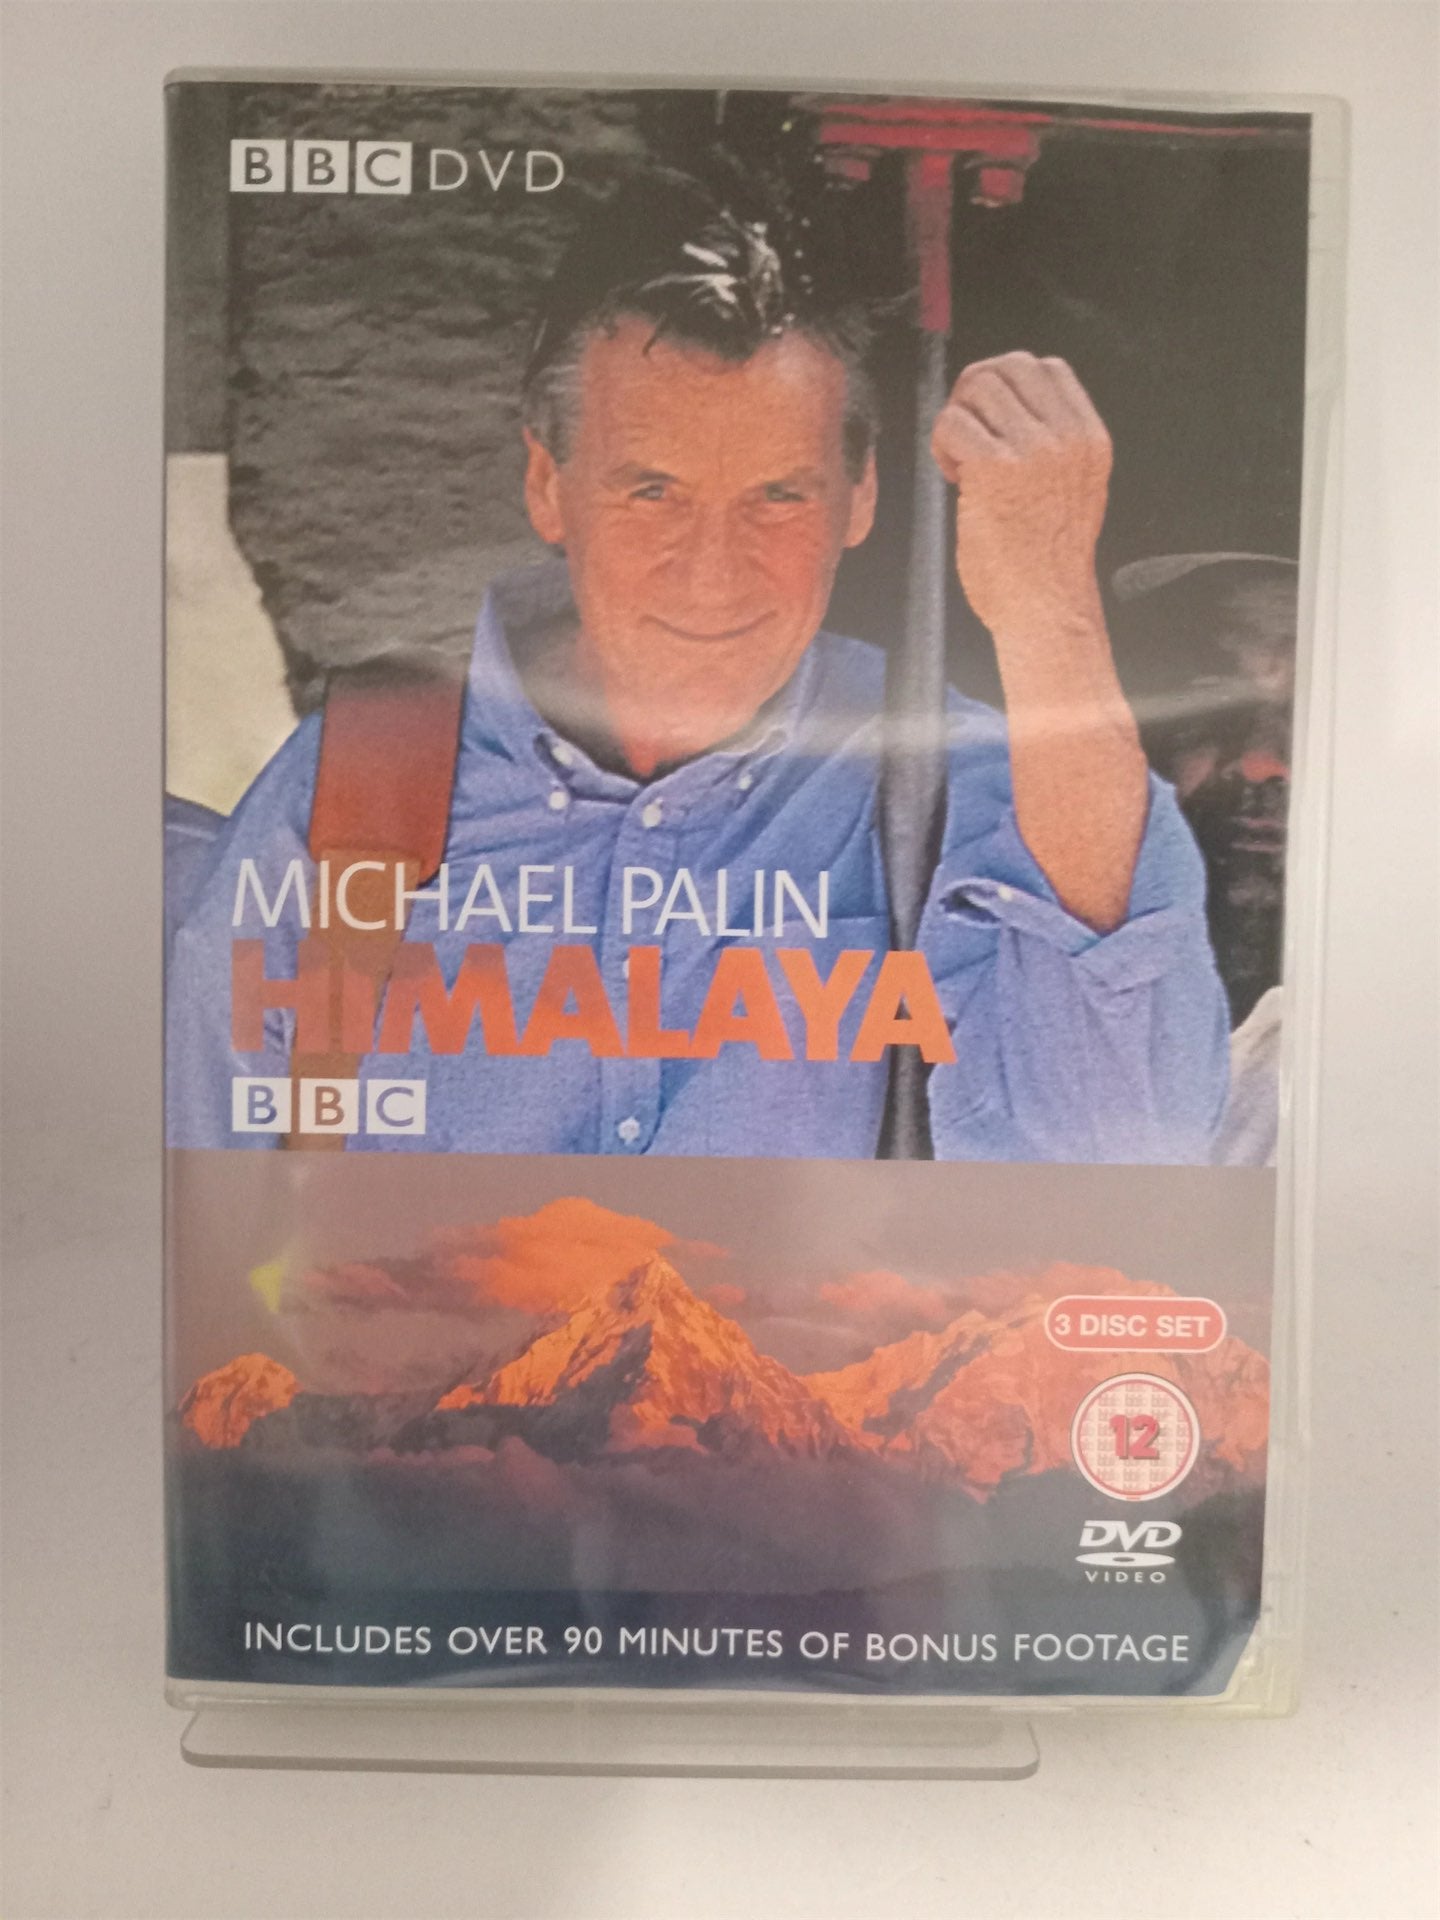 BBC DVD
MICHAEL PALIN
HIMALAYA
BBC
3 DISC SET
12
DVD
VIDEO
INCLUDES OVER 90 MINUTES OF BONUS FOOTAGE